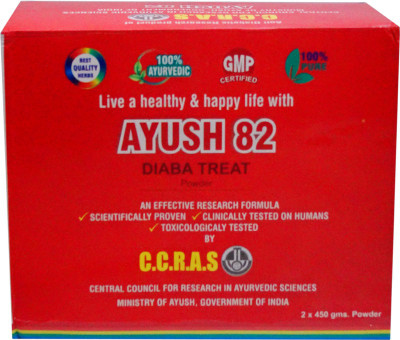 C.C.R.A.S
BEST
QUALITY
HERBS
100%
AYURVEDIC
GMP
CERTIFIED
100%
PURE
Live a healthy & happy life with
AYUSH 82
DIABA TREAT
Powder
AN EFFECTIVE RESEARCH FORMULA
✓ SCIENTIFICALLY PROVEN ✓ CLINICALLY TESTED ON HUMANS
✓ TOXICOLOGICALY TESTED
BY
C.C.R.A.S
CENTRAL COUNCIL FOR RESEARCH IN AYURVEDIC SCIENCES
MINISTRY OF AYUSH, GOVERNMENT OF INDIA
2 x 450 gms. Powder